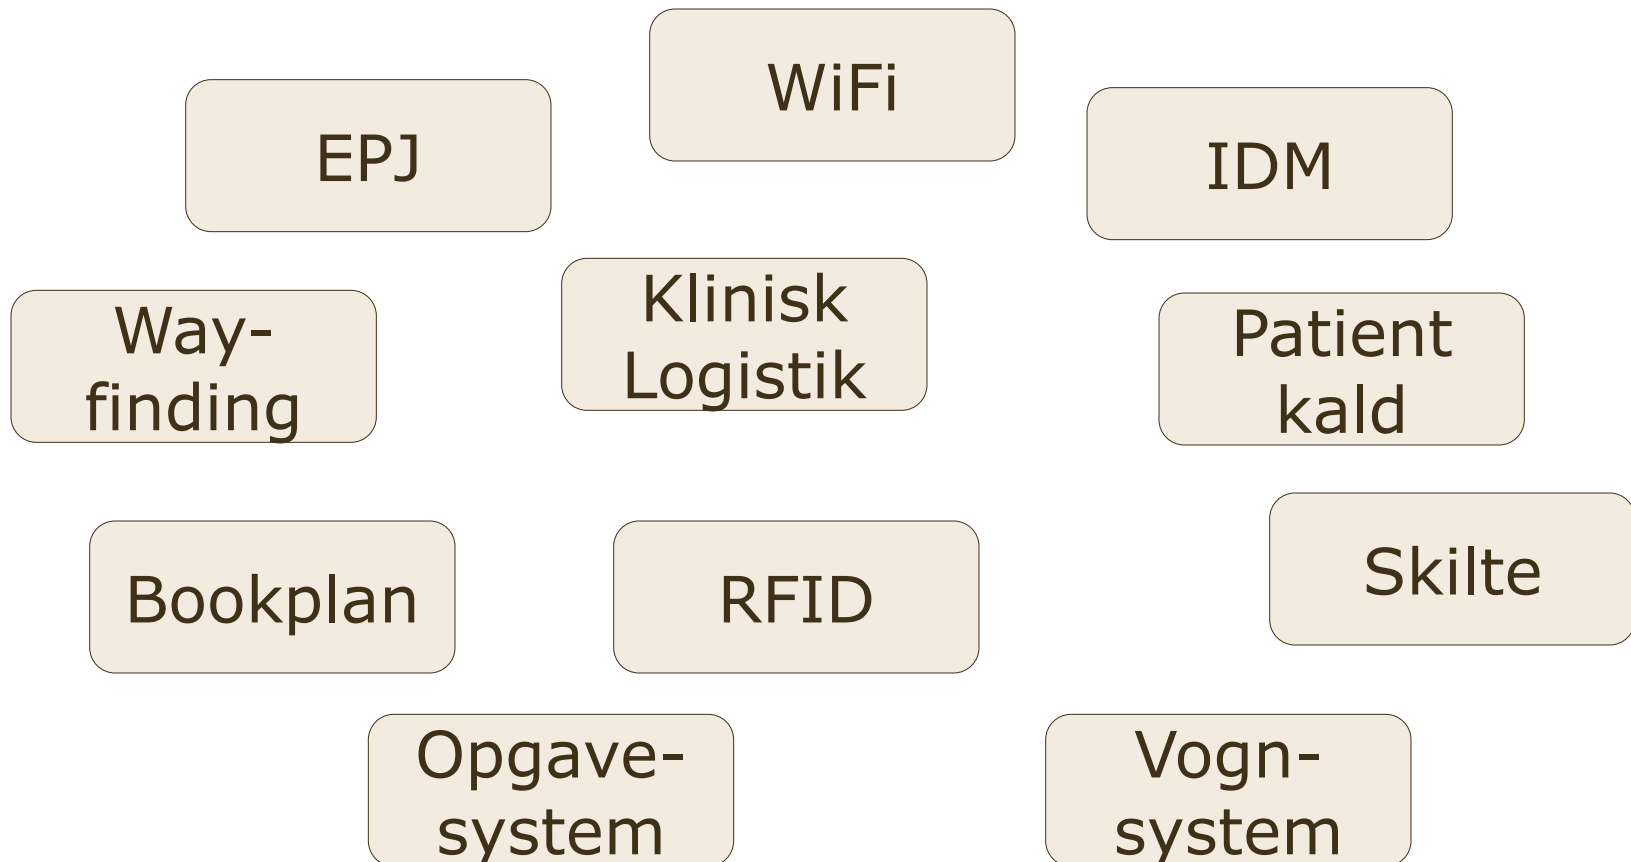 WiFi
EPJ
IDM
Klinisk
Logistik
Way-
finding
Patient
kald
Bookplan
RFID
Skilte
Opgave-
system
Vogn-
system